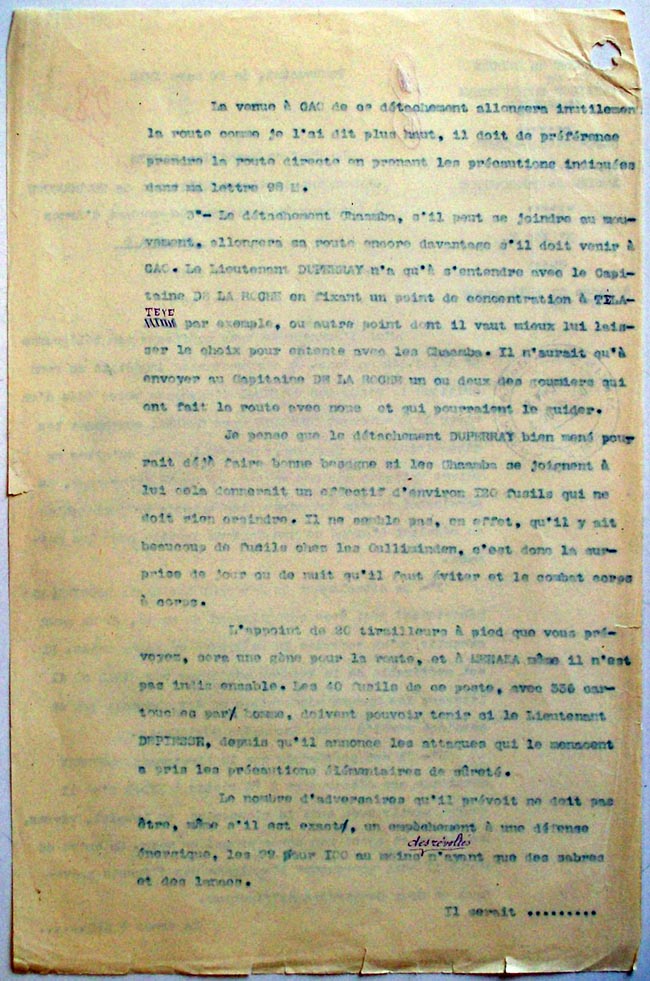 La venue à GAO de ce détachement allongera inutilement
la route comme je l'ai dit plus haut, il doit de préférence
prendre la route directe en prenant les précautions indiquées
dans ma lettre 98 M.
3°- Le détachement Chaamba, s'il peut se joindre au mou-
vement, allongera sa route encore davantage s'il doit venir à
GAO. Le Lieutenant DUPERRAY n'a qu'à s'entendre avec le Capi-
taine DE LA ROCHE en fixant un point de concentration à TELA-
TEYE
par exemple, ou autre point dont il vaut mieux lui lais-
ser le choix pour entente avec les Chaamba. Il n'aurait qu'à
envoyer au Capitaine DE LA ROCHE un ou deux des goumiers qui
ont fait la route avec nous et qui pourraient le guider.
Je pense que le détachement DUPERRAY bien mené pour
rait déjà faire bonne besogne si les Chaamba se joignent à
lui cela donnerait un effectif d'environ I20 fusils qui ne
doit rien craindre. Il ne semble pas, en effet, qu'il y ait
beaucoup de fusils chez les Oulliminden, c'est donc la sur-
prise de jour ou de nuit qu'il faut éviter et le combat corps
à corps.
L'appoint de 20 tirailleurs à pied que vous pré-
voyez, sera une gêne pour la route, et à MENAKA même il n'est
pas indis ensable. Les 40 fusils de ce poste, avec 336 car-
touches par homme, doivent pouvoir tenir si le Lieutenant
depuis qu'il annonce les attaques qui le menacent
a pris les précautions élémentaires de sûreté.
Le nombre d'adversaires qu'il prévoit ne doit pas
être, même s'il est exact, un empêchement à une défense
des révoltés
énergique, les 99 pour I00 au moins n'ayant que des sabres
et des lances.
Il serait .........